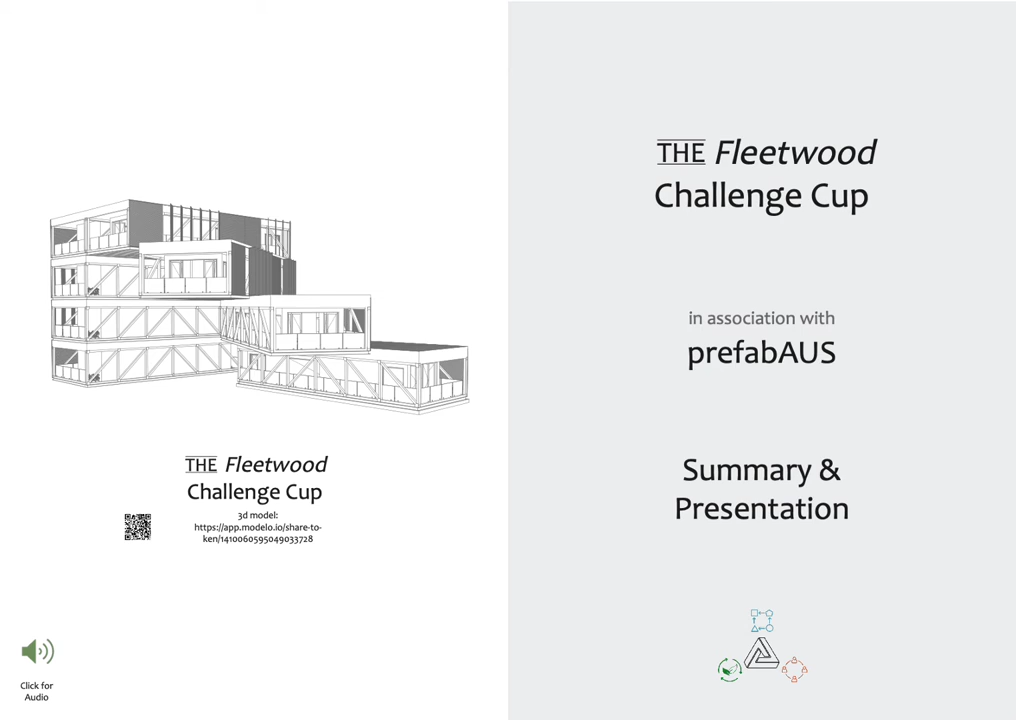 THE Fleetwood
Challenge Cup
3d model:
https://app.modelo.io/share-to-
ken/1410060595049033728
Click for
Audio
THE Fleetwood
Challenge Cup
in association with
prefabAUS
Summary &
Presentation